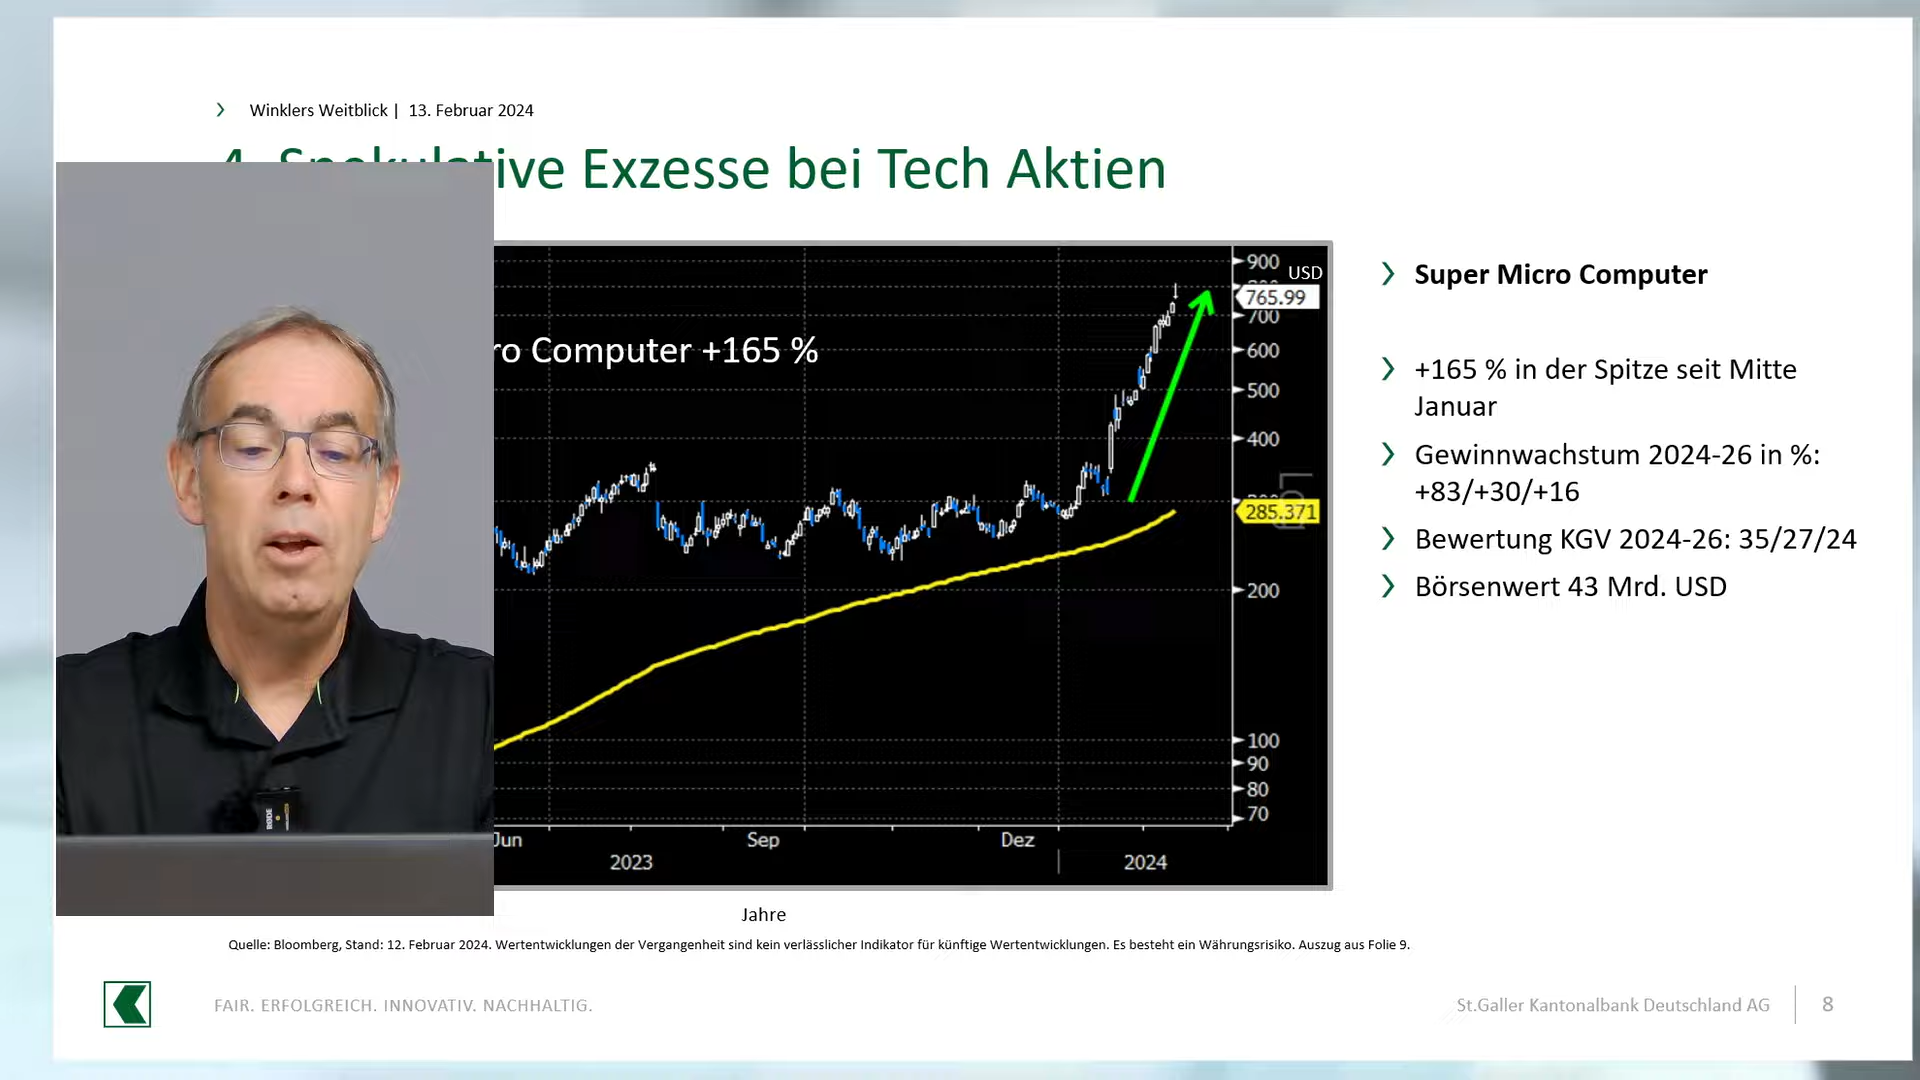 Winklers Weitblick | 13. Februar 2024
4. Spekulative Exzesse bei Tech Aktien
ro Computer +165 %
USD
900
765.99
700
600
500
400
285.371
200
100
90
80
70
Jun
Sep
Dez
2023
2024
Jahre
Super Micro Computer
+165 % in der Spitze seit Mitte
Januar
Gewinnwachstum 2024-26 in %:
+83/+30/+16
Bewertung KGV 2024-26: 35/27/24
Börsenwert 43 Mrd. USD
RØDE
Quelle: Bloomberg, Stand: 12. Februar 2024. Wertentwicklungen der Vergangenheit sind kein verlässlicher Indikator für künftige Wertentwicklungen. Es besteht ein Währungsrisiko. Auszug aus Folie 9.
FAIR. ERFOLGREICH. INNOVATIV. NACHHALTIG.
St.Galler Kantonalbank Deutschland AG
8